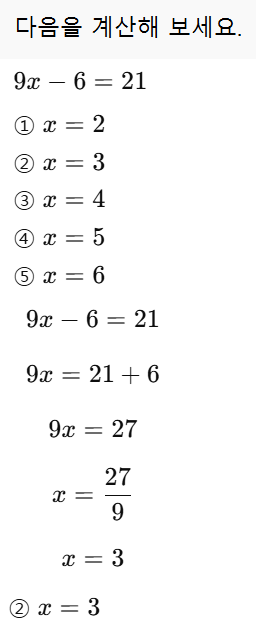 다음을 계산해 보세요.
9x − 6 = 21
① x = 2
② x = 3
③ x = 4
④ x = 5
⑤ x = 6
9x − 6 = 21
9x = 21 + 6
9x = 27
x = 27/9
x = 3
② x = 3